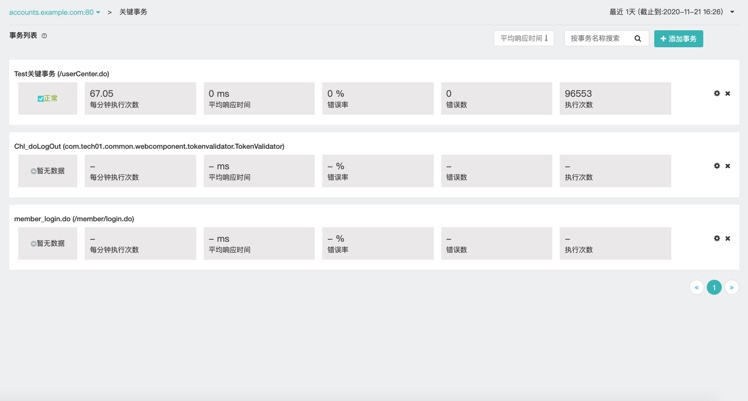 accounts.example.com:80 > 关键事务
最近 1天 (截止到:2020-11-21 16:26)
事务列表
平均响应时间
按事务名称搜索
添加事务
Test关键事务 (/userCenter.do)
正常
67.05
每分钟执行次数
0 ms
平均响应时间
0 %
错误率
0
错误数
96553
执行次数
Chl_doLogOut (com.tech01.common.webcomponent.tokenvalidator.TokenValidator)
暂无数据
–
每分钟执行次数
– ms
平均响应时间
– %
错误率
–
错误数
–
执行次数
member_login.do (/member/login.do)
暂无数据
–
每分钟执行次数
– ms
平均响应时间
– %
错误率
–
错误数
–
执行次数
« 1 »